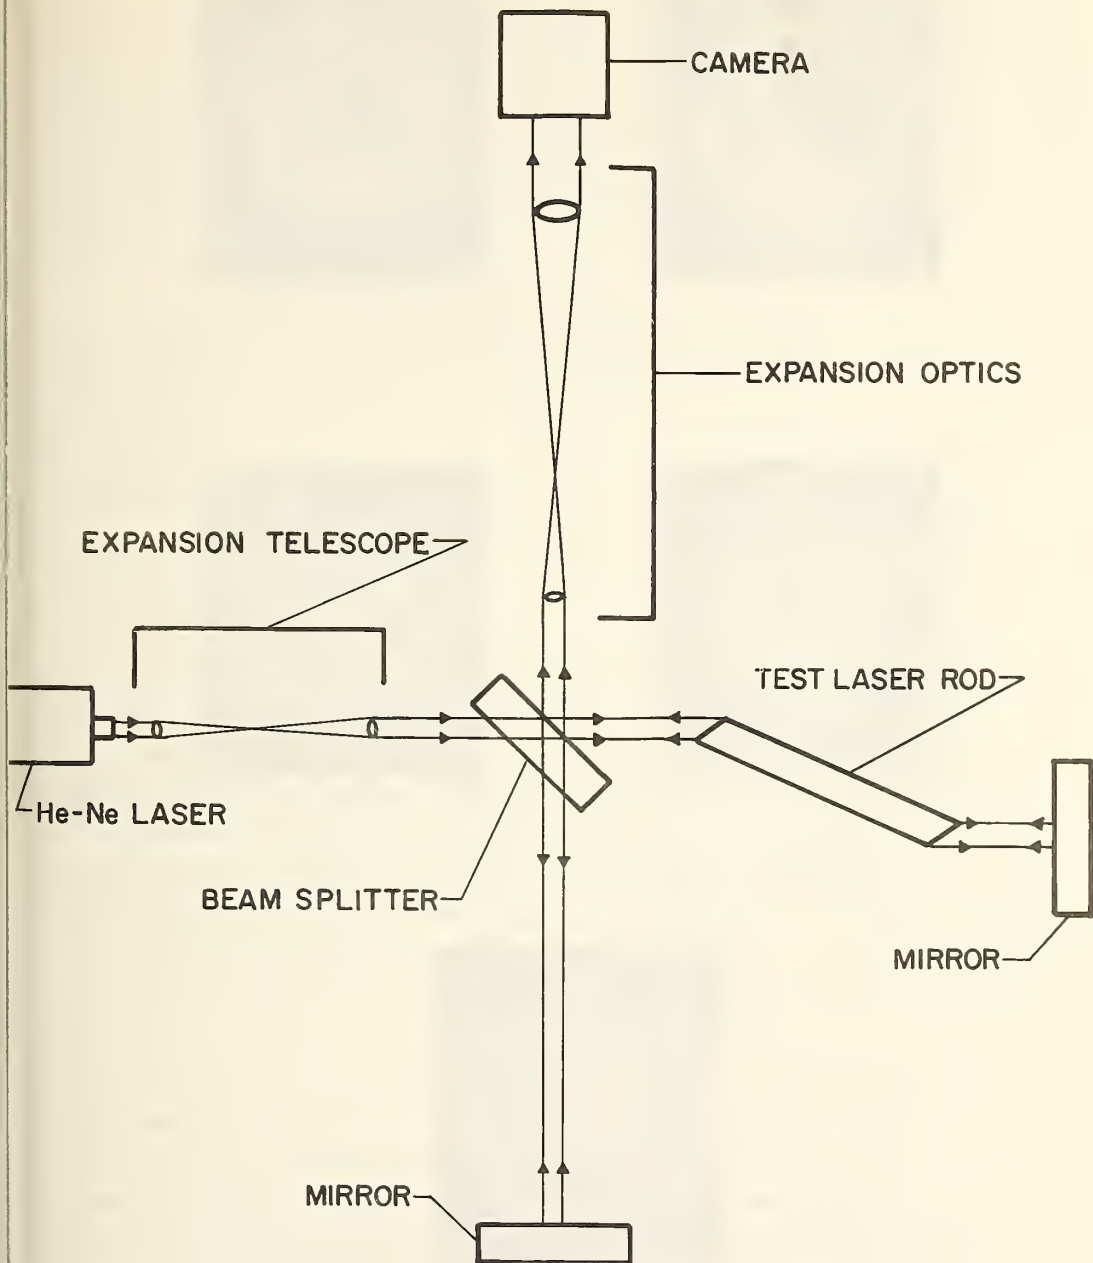 CAMERA
EXPANSION OPTICS
EXPANSION TELESCOPE
TEST LASER ROD
He-Ne LASER
BEAM SPLITTER
MIRROR
MIRROR